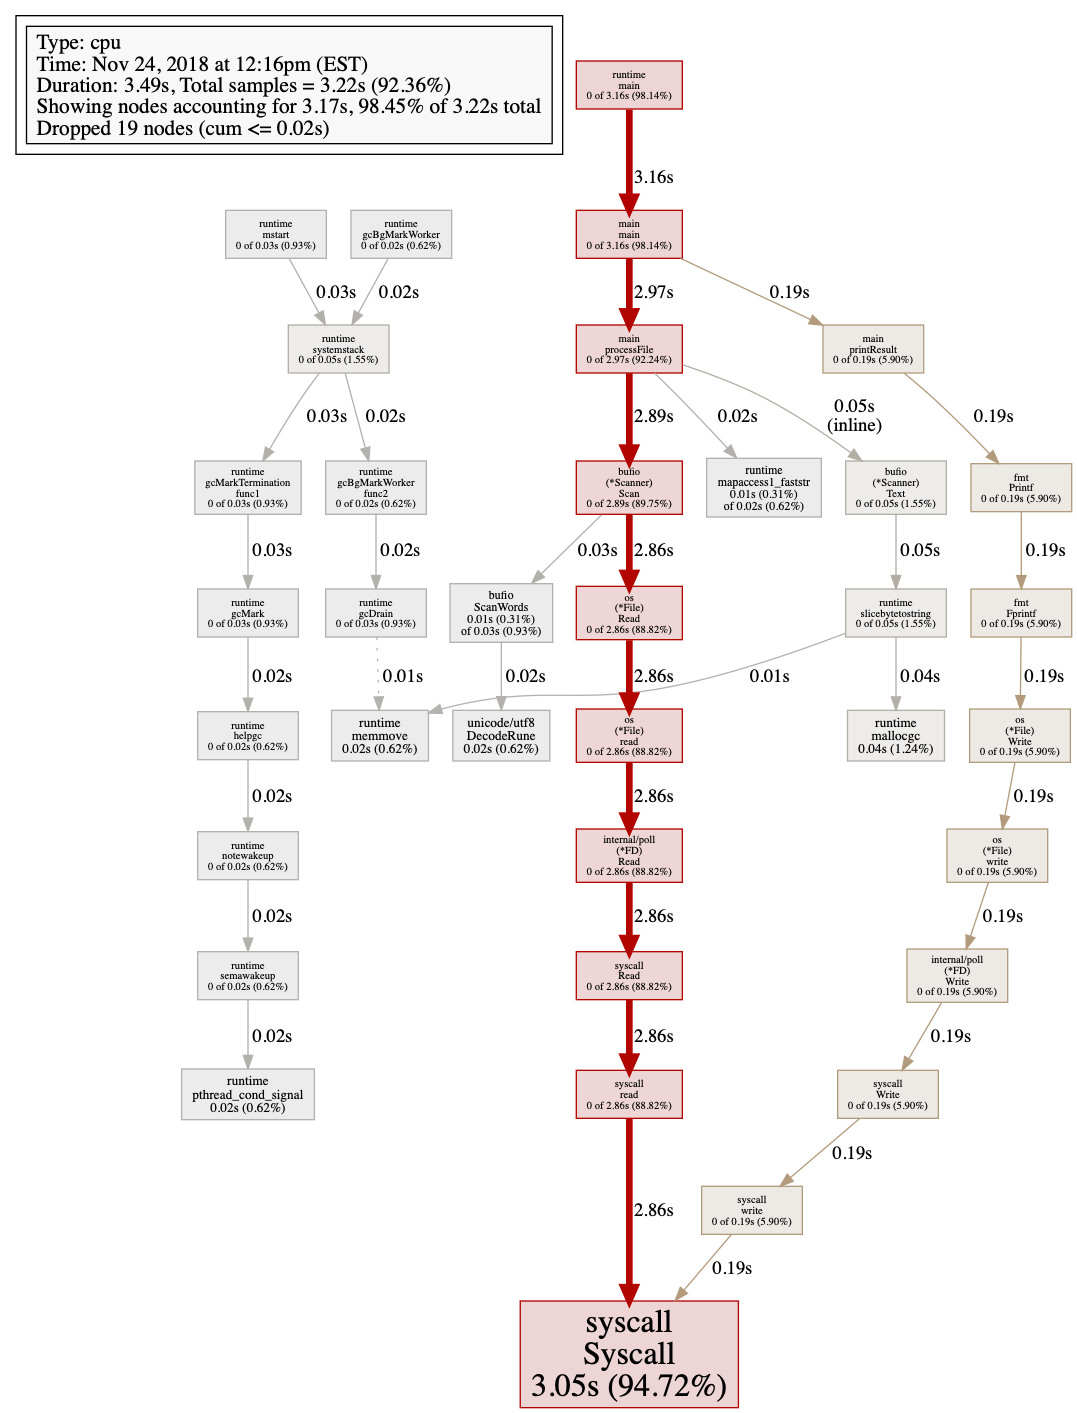 Type: cpu
Time: Nov 24, 2018 at 12:16pm (EST)
Duration: 3.49s, Total samples = 3.22s (92.36%)
Showing nodes accounting for 3.17s, 98.45% of 3.22s total
Dropped 19 nodes (cum <= 0.02s)
runtime
main
0 of 3.16s (98.14%)
3.16s
runtime
mstart
0 of 0.03s (0.93%)
runtime
gcBgMarkWorker
0 of 0.02s (0.62%)
main
main
0 of 3.16s (98.14%)
0.03s
0.02s
2.97s
0.19s
runtime
systemstack
0 of 0.05s (1.55%)
main
processFile
0 of 2.97s (92.24%)
main
printResult
0 of 0.19s (5.90%)
0.03s
0.02s
2.89s
0.02s
0.05s
(inline)
0.19s
runtime
gcMarkTermination
func1
0 of 0.03s (0.93%)
runtime
gcBgMarkWorker
func2
0 of 0.02s (0.62%)
bufio
(*Scanner)
Scan
0 of 2.89s (89.75%)
runtime
mapaccess1_faststr
0.01s (0.31%)
of 0.02s (0.62%)
bufio
(*Scanner)
Text
0 of 0.05s (1.55%)
fmt
Printf
0 of 0.19s (5.90%)
0.03s
0.02s
0.03s
2.86s
0.05s
0.19s
runtime
gcMark
0 of 0.03s (0.93%)
runtime
gcDrain
0 of 0.03s (0.93%)
bufio
ScanWords
0.01s (0.31%)
of 0.03s (0.93%)
os
(*File)
Read
0 of 2.86s (88.82%)
runtime
slicebytetostring
0 of 0.05s (1.55%)
fmt
Fprintf
0 of 0.19s (5.90%)
0.02s
0.01s
0.02s
2.86s
0.01s
0.04s
0.19s
runtime
helpgc
0 of 0.02s (0.62%)
runtime
memmove
0.02s (0.62%)
unicode/utf8
DecodeRune
0.02s (0.62%)
os
(*File)
read
0 of 2.86s (88.82%)
runtime
mallocgc
0.04s (1.24%)
os
(*File)
Write
0 of 0.19s (5.90%)
0.02s
2.86s
0.19s
runtime
notewakeup
0 of 0.02s (0.62%)
internal/poll
(*FD)
Read
0 of 2.86s (88.82%)
os
(*File)
write
0 of 0.19s (5.90%)
0.02s
2.86s
0.19s
runtime
semawakeup
0 of 0.02s (0.62%)
syscall
Read
0 of 2.86s (88.82%)
internal/poll
(*FD)
Write
0 of 0.19s (5.90%)
0.02s
2.86s
0.19s
runtime
pthread_cond_signal
0.02s (0.62%)
syscall
read
0 of 2.86s (88.82%)
syscall
Write
0 of 0.19s (5.90%)
0.19s
2.86s
syscall
write
0 of 0.19s (5.90%)
0.19s
syscall
Syscall
3.05s (94.72%)